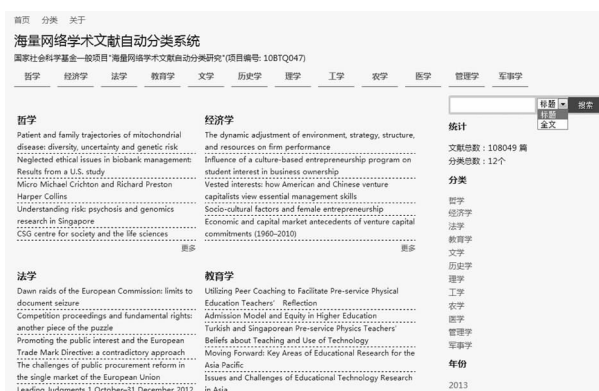 首页 分类 关于
海量网络学术文献自动分类系统
国家社会科学基金一般项目"海量网络学术文献自动分类研究"(项目编号: 10BTQ047)
哲学 经济学 法学 教育学 文学 历史学 理学 工学 农学 医学 管理学 军事学
哲学
Patient and family trajectories of mitochondrial
disease: diversity, uncertainty and genetic risk
Neglected ethical issues in biobank management:
Results from a U.S. study
Micro Michael Crichton and Richard Preston
Harper Collins
Understanding risk: psychosis and genomics
research in Singapore
CSG centre for society and the life sciences
更多
经济学
The dynamic adjustment of environment, strategy, structure,
and resources on firm performance
Influence of a culture-based entrepreneurship program on
student interest in business ownership
Vested interests: how American and Chinese venture
capitalists view essential management skills
Socio-cultural factors and female entrepreneurship
Economic and capital market antecedents of venture capital
commitments (1960–2010)
更多
法学
Dawn raids of the European Commission: limits to
document seizure
Competition proceedings and fundamental rights:
another piece of the puzzle
Promoting the public interest and the European
Trade Mark Directive: a contradictory approach
The challenges of public procurement reform in
the single market of the European Union
Leading Judgments 1 October-31 December 2012
教育学
Utilizing Peer Coaching to Facilitate Pre-service Physical
Education Teachers' Reflection
Admission Model and Equity in Higher Education
Turkish and Singaporean Pre-service Physics Teachers'
Beliefs about Teaching and Use of Technology
Moving Forward: Key Areas of Educational Research for the
Asia Pacific
Issues and Challenges of Educational Technology Research
in Asia
标题 搜索
标题
全文
统计
文献总数：108049 篇
分类总数：12个
分类
哲学
经济学
法学
教育学
文学
历史学
理学
工学
农学
医学
管理学
军事学
年份
2013